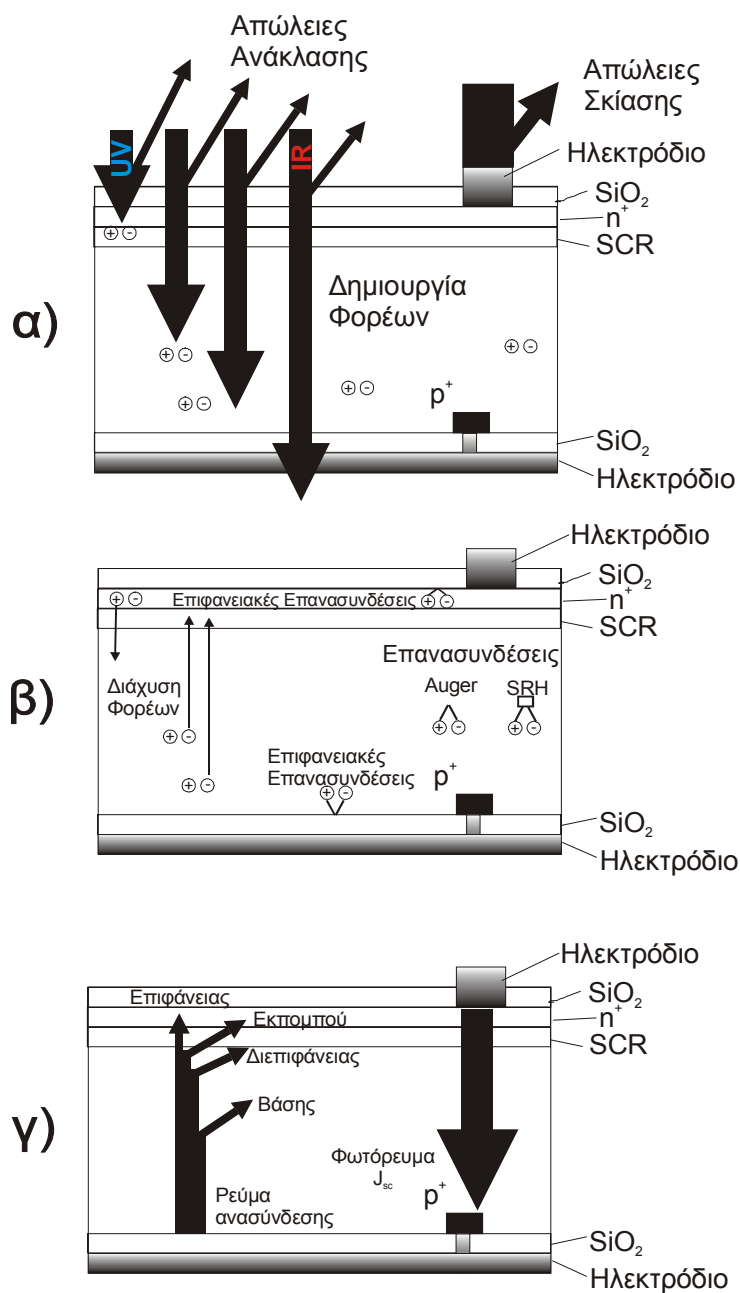 Απώλειες
Ανάκλασης
Απώλειες
Σκίασης
UV
IR
Ηλεκτρόδιο
SiO₂
n⁺
SCR
+ -
Δημιουργία
Φορέων
α)
+ -
+ -
+ -
+ -
p⁺
SiO₂
Ηλεκτρόδιο
Ηλεκτρόδιο
SiO₂
+ -
Επιφανειακές Επανασυνδέσεις
+ -
n⁺
SCR
Επανασυνδέσεις
Auger
SRH
Διάχυση
Φορέων
β)
+ -
+ -
+ -
Επιφανειακές
Επανασυνδέσεις
+ -
+ -
p⁺
SiO₂
Ηλεκτρόδιο
Ηλεκτρόδιο
Επιφάνειας
SiO₂
Εκπομπού
n⁺
SCR
Διεπιφάνειας
Βάσης
γ)
Φωτόρευμα
Jsc
Ρεύμα
ανασύνδεσης
p⁺
SiO₂
Ηλεκτρόδιο